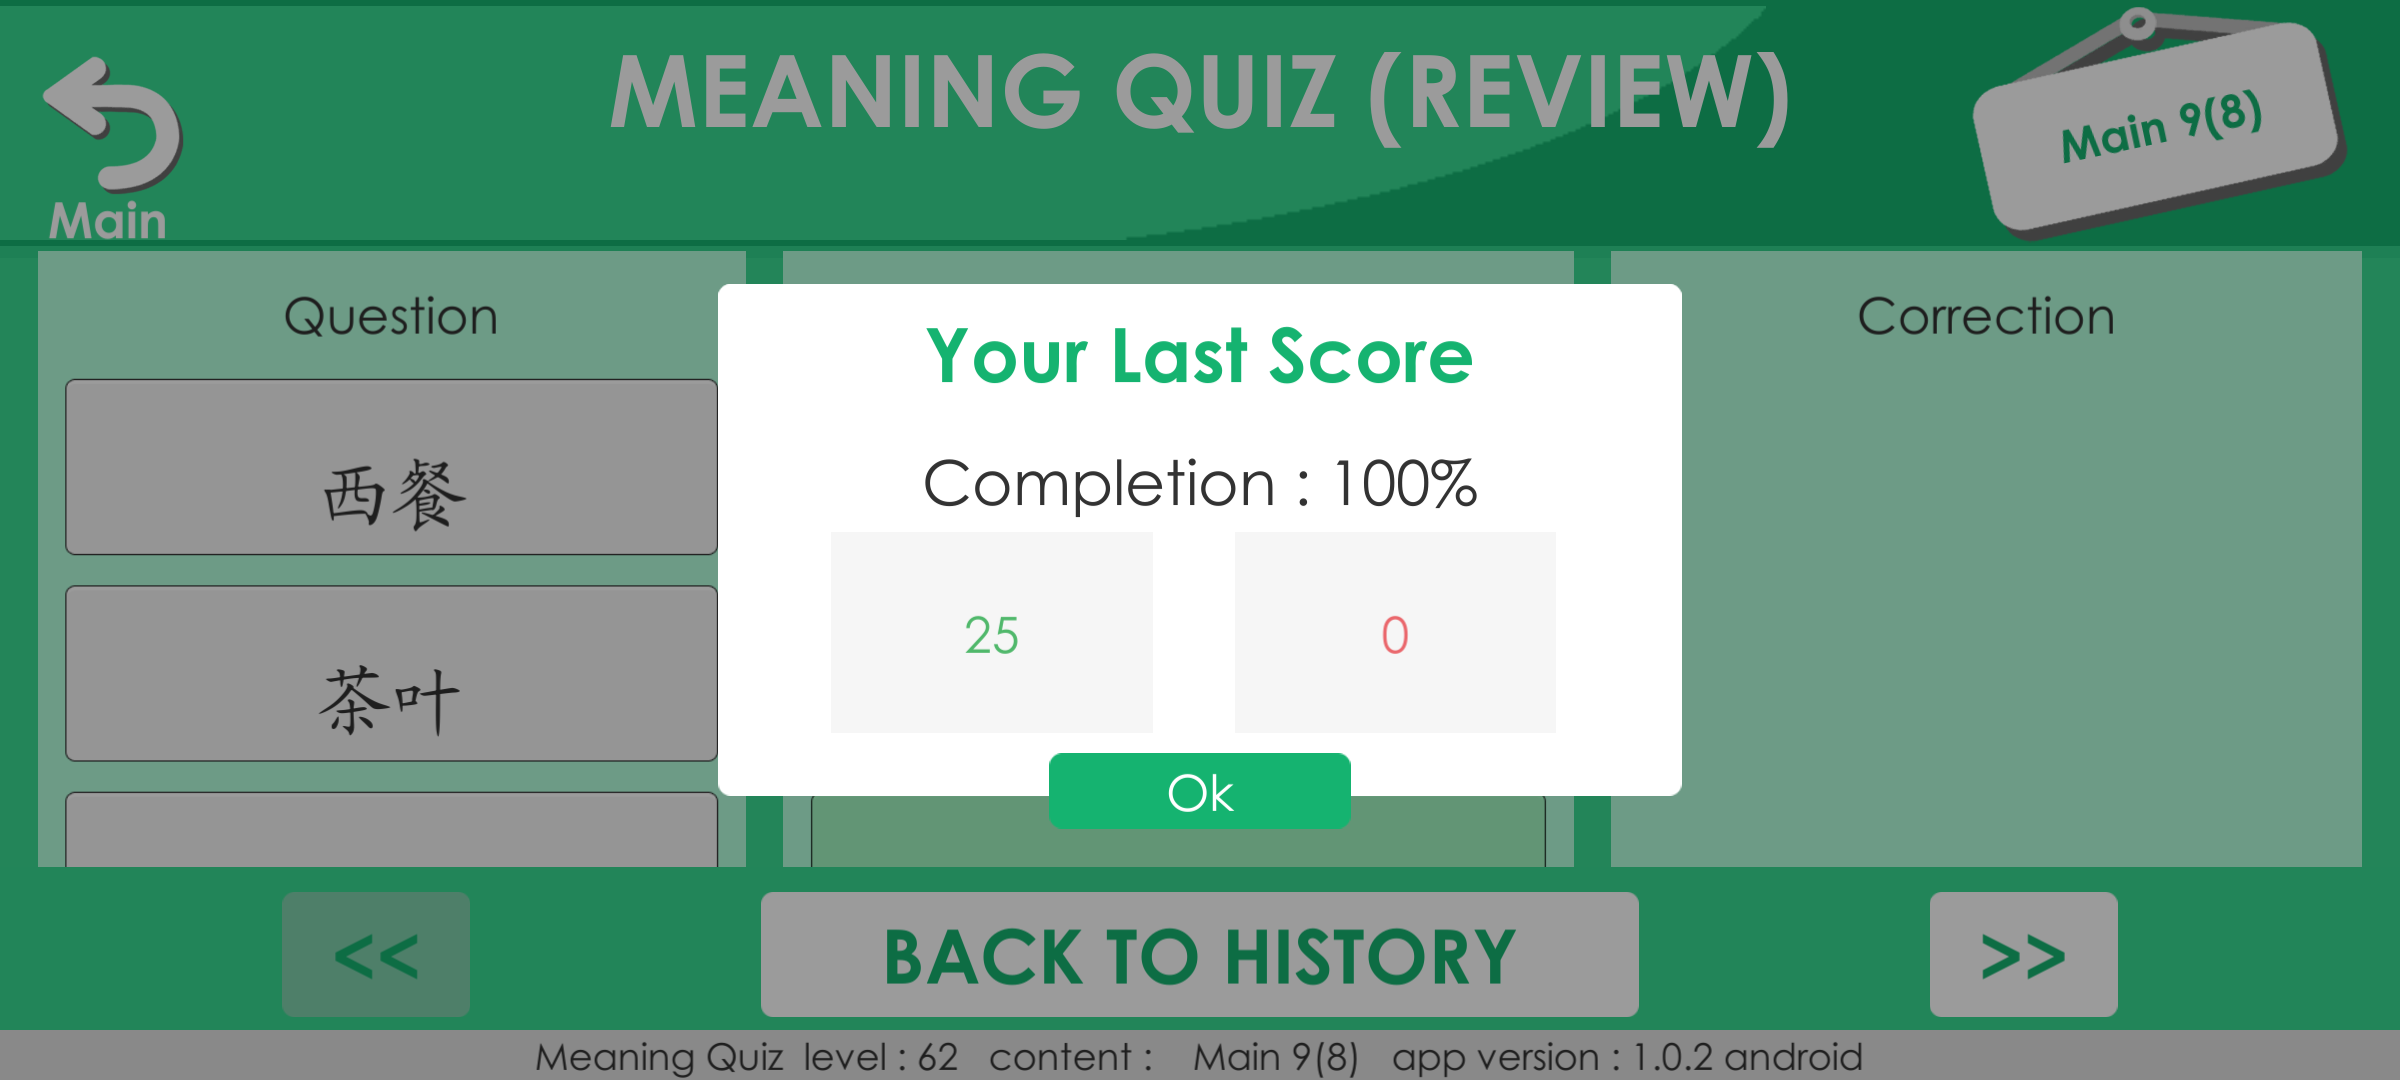 MEANING QUIZ (REVIEW)
Main 9(8)
Main
Question
Correction
西餐
茶叶
Your Last Score
Completion : 100%
25
0
Ok
<<
BACK TO HISTORY
>>
Meaning Quiz level : 62 content : Main 9(8) app version : 1.0.2 android